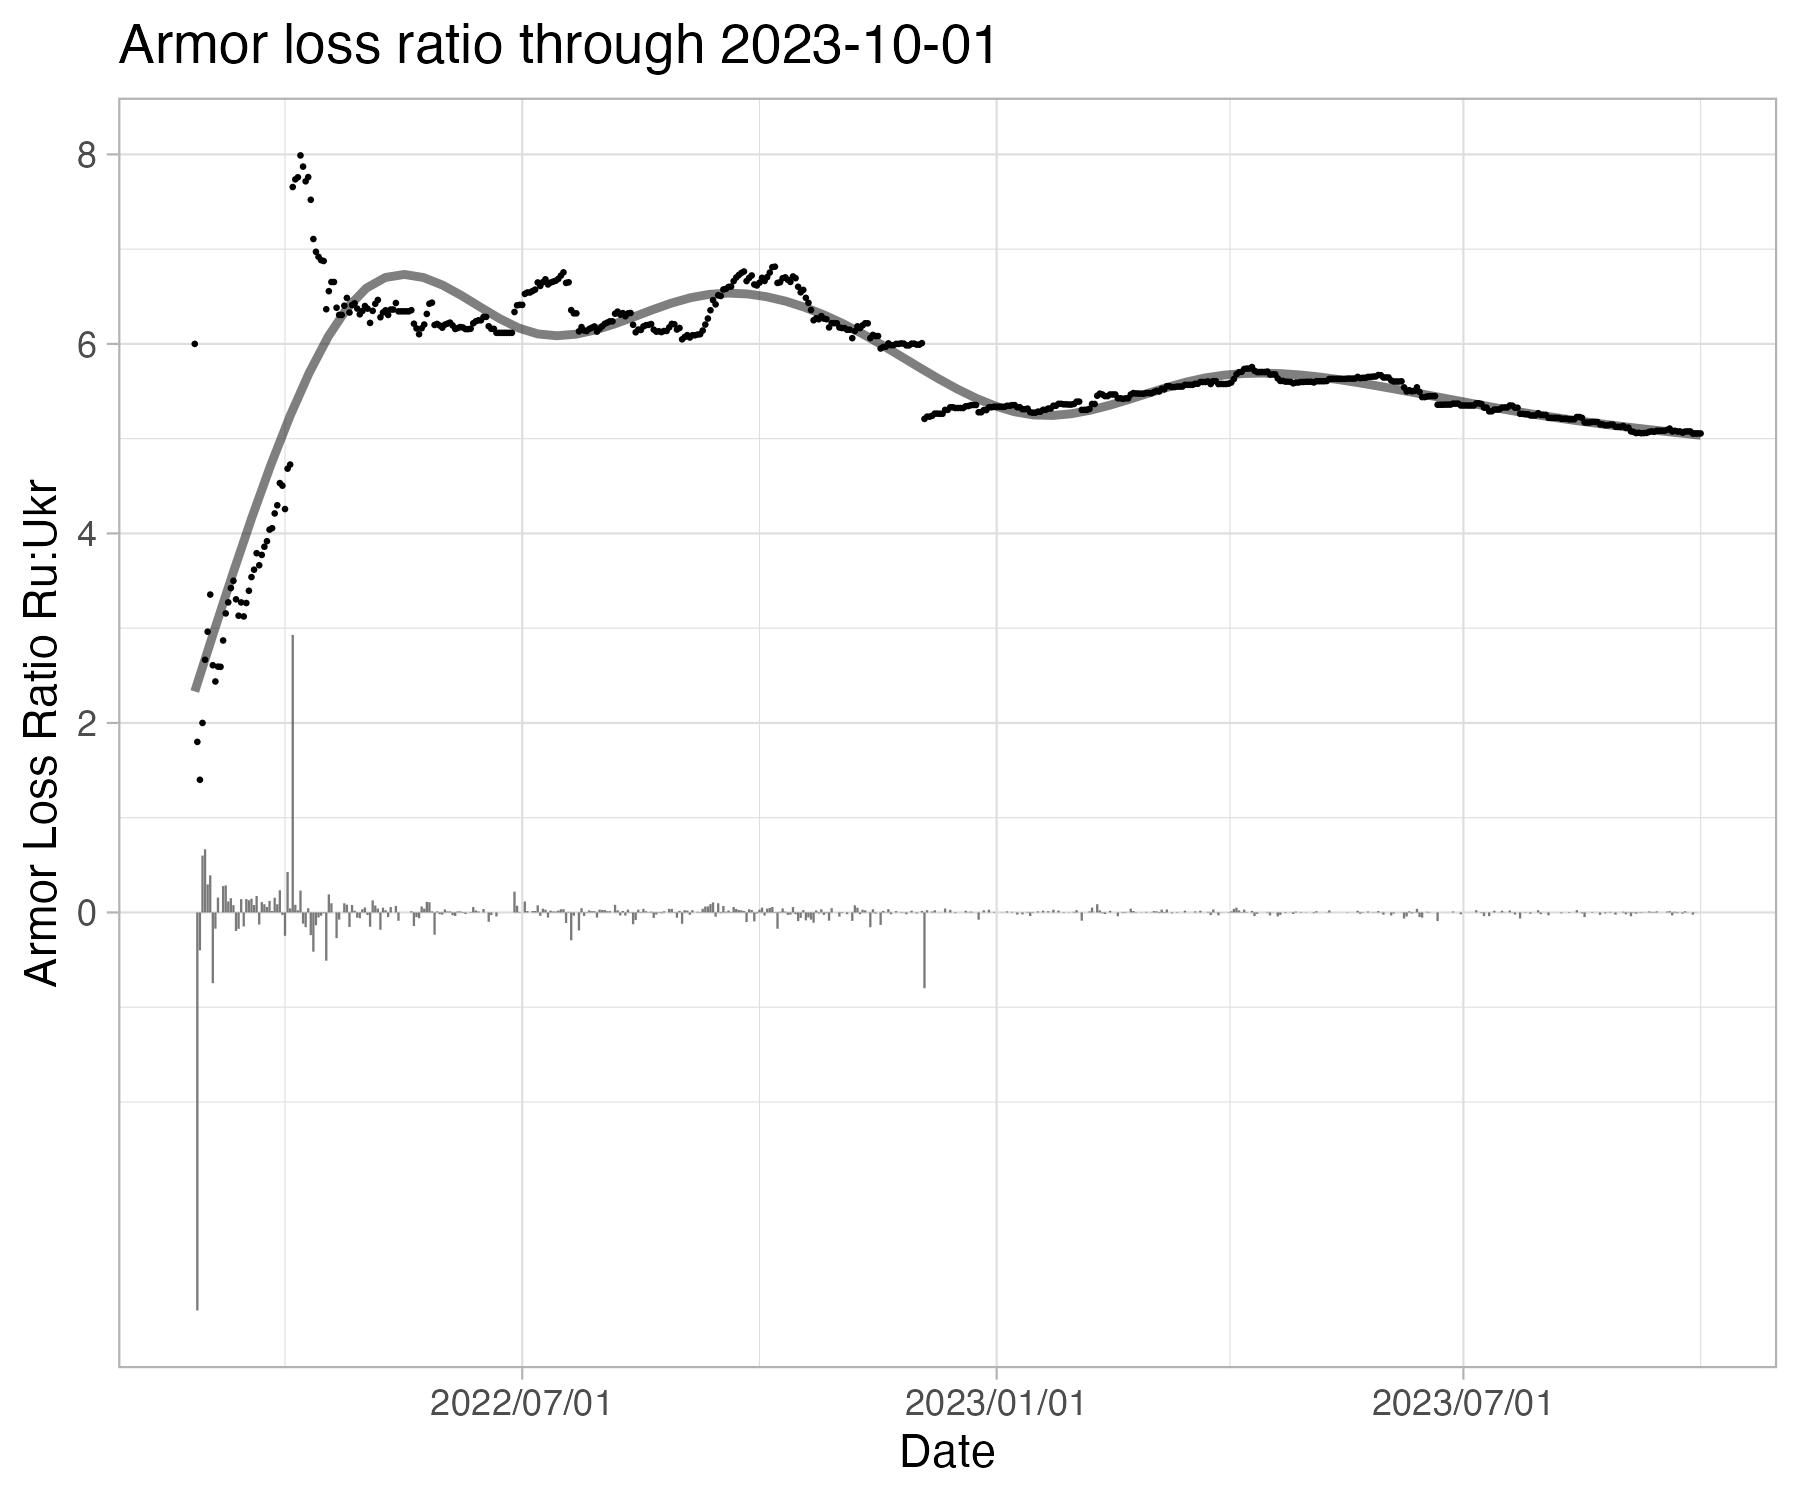 Armor loss ratio through 2023-10-01
8
6
4
2
0
Armor Loss Ratio Ru:Ukr
2022/07/01
2023/01/01
2023/07/01
Date